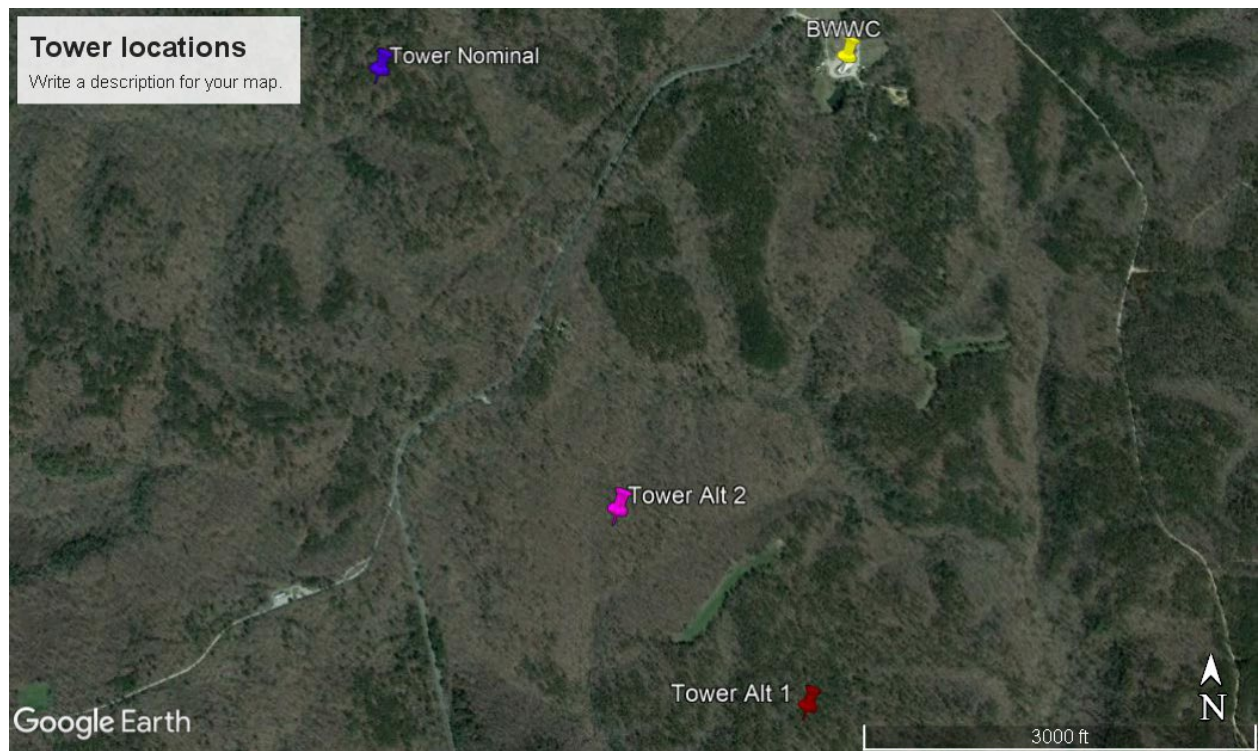 Tower locations
Write a description for your map.
Tower Nominal
BWWC
Tower Alt 2
Tower Alt 1
N
Google Earth
3000 ft